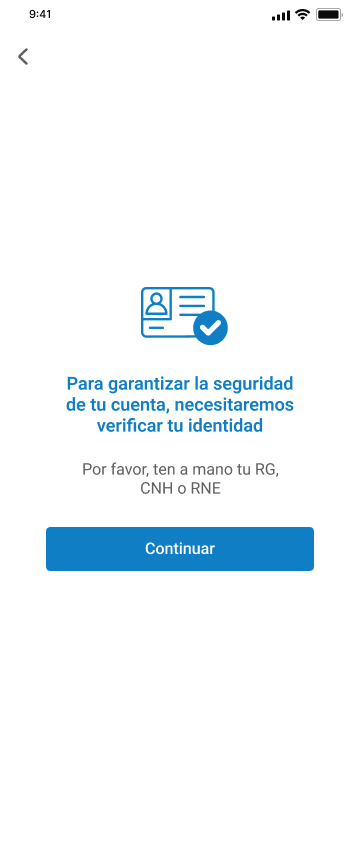 9:41
Para garantizar la seguridad
de tu cuenta, necesitaremos
verificar tu identidad
Por favor, ten a mano tu RG,
CNH o RNE
Continuar